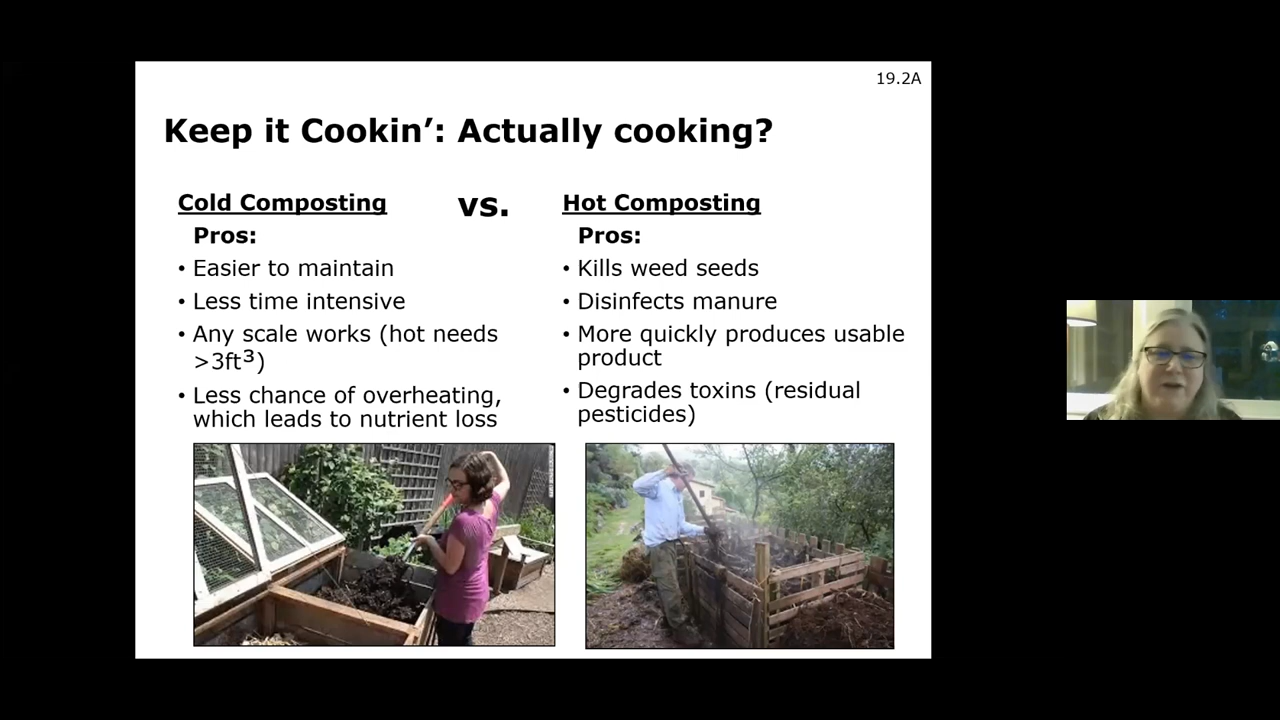 19.2A
Keep it Cookin’: Actually cooking?
Cold Composting
vs.
Hot Composting
Pros:
• Easier to maintain
• Less time intensive
• Any scale works (hot needs
>3ft³)
• Less chance of overheating,
which leads to nutrient loss
Pros:
• Kills weed seeds
• Disinfects manure
• More quickly produces usable
product
• Degrades toxins (residual
pesticides)